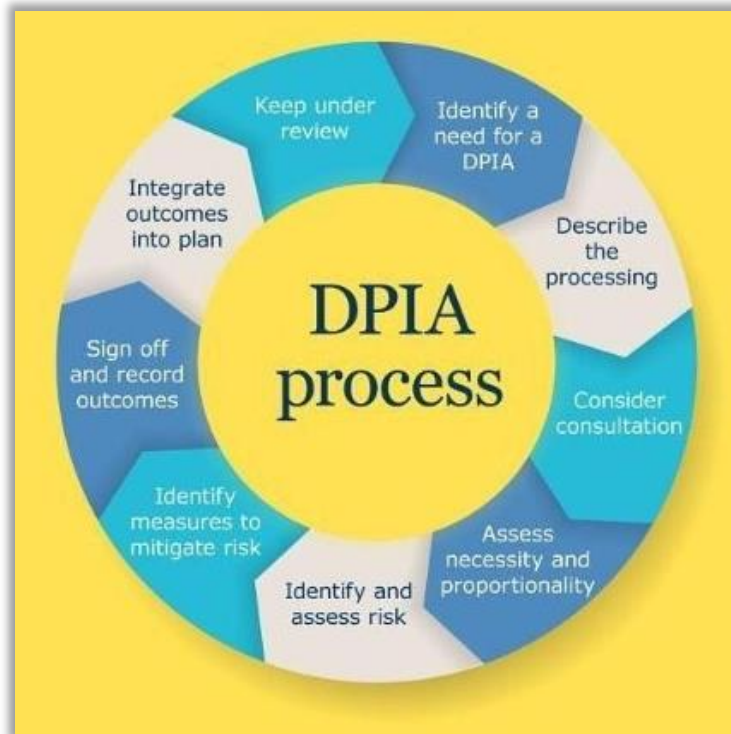 DPIA
process
Identify a
need for a
DPIA
Describe
the
processing
Consider
consultation
Assess
necessity and
proportionality
Identify and
assess risk
Identify
measures to
mitigate risk
Sign off
and record
outcomes
Integrate
outcomes
into plan
Keep under
review